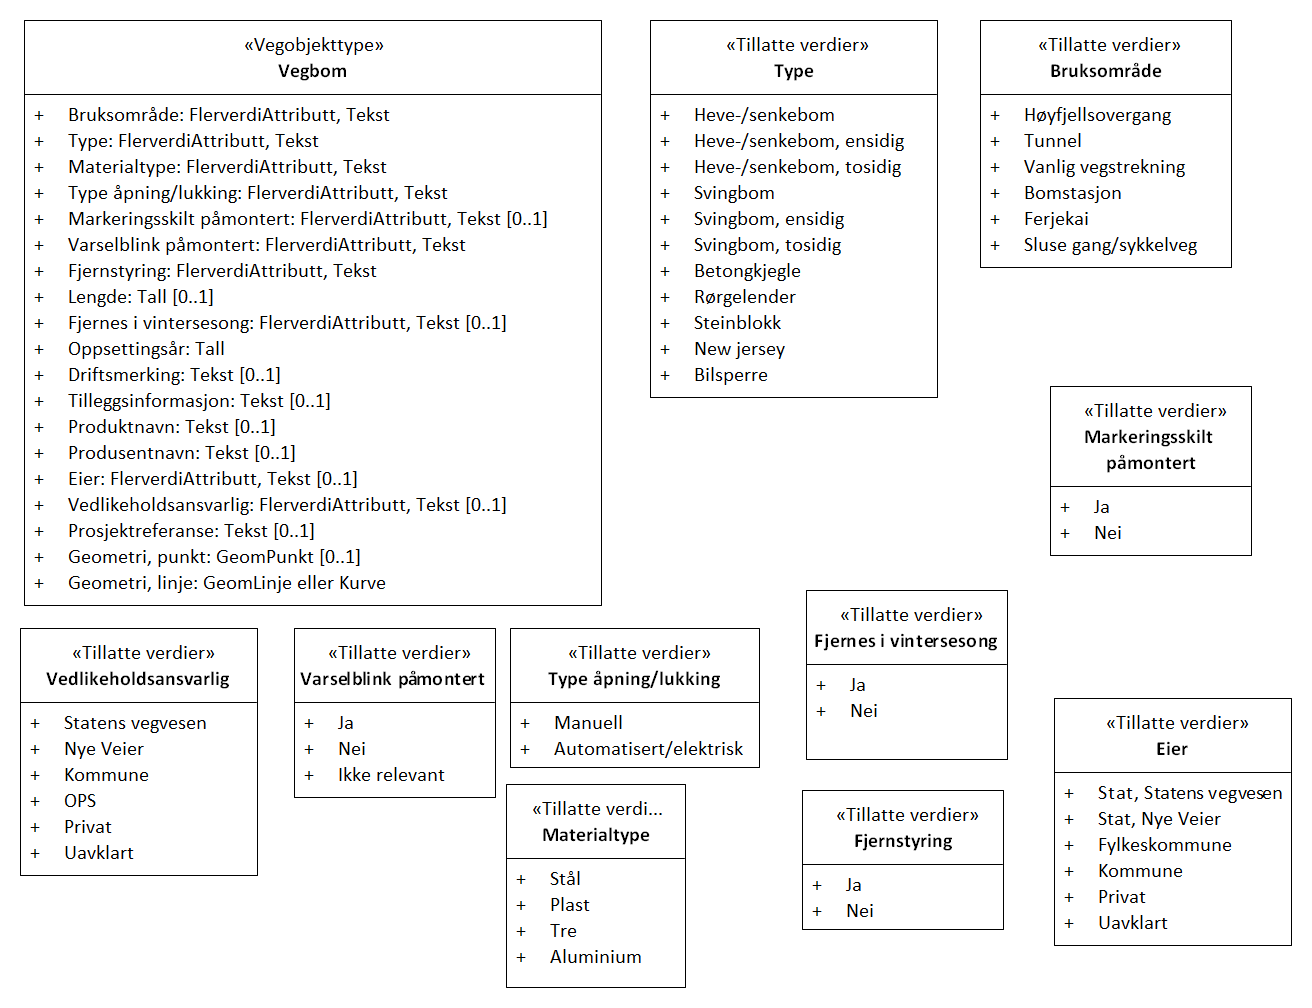 «Vegobjekttype»
Vegbom
+ Bruksområde: FlerverdiAttributt, Tekst
+ Type: FlerverdiAttributt, Tekst
+ Materialtype: FlerverdiAttributt, Tekst
+ Type åpning/lukking: FlerverdiAttributt, Tekst
+ Markeringsskilt påmontert: FlerverdiAttributt, Tekst [0..1]
+ Varselblink påmontert: FlerverdiAttributt, Tekst
+ Fjernstyring: FlerverdiAttributt, Tekst
+ Lengde: Tall [0..1]
+ Fjernes i vintersesong: FlerverdiAttributt, Tekst [0..1]
+ Oppsettingsår: Tall
+ Driftsmerking: Tekst [0..1]
+ Tilleggsinformasjon: Tekst [0..1]
+ Produktnavn: Tekst [0..1]
+ Produsentnavn: Tekst [0..1]
+ Eier: FlerverdiAttributt, Tekst [0..1]
+ Vedlikeholdsansvarlig: FlerverdiAttributt, Tekst [0..1]
+ Prosjektreferanse: Tekst [0..1]
+ Geometri, punkt: GeomPunkt [0..1]
+ Geometri, linje: GeomLinje eller Kurve
«Tillatte verdier»
Type
+ Heve-/senkebom
+ Heve-/senkebom, ensidig
+ Heve-/senkebom, tosidig
+ Svingbom
+ Svingbom, ensidig
+ Svingbom, tosidig
+ Betongkjegle
+ Rørgelender
+ Steinblokk
+ New jersey
+ Bilsperre
«Tillatte verdier»
Bruksområde
+ Høyfjellsovergang
+ Tunnel
+ Vanlig vegstrekning
+ Bomstasjon
+ Ferjekai
+ Sluse gang/sykkelveg
«Tillatte verdier»
Markeringsskilt
påmontert
+ Ja
+ Nei
«Tillatte verdier»
Vedlikeholdsansvarlig
+ Statens vegvesen
+ Nye Veier
+ Kommune
+ OPS
+ Privat
+ Uavklart
«Tillatte verdier»
Varselblink påmontert
+ Ja
+ Nei
+ Ikke relevant
«Tillatte verdier»
Type åpning/lukking
+ Manuell
+ Automatisert/elektrisk
«Tillatte verdi...
Materialtype
+ Stål
+ Plast
+ Tre
+ Aluminium
«Tillatte verdier»
Fjernes i vintersesong
+ Ja
+ Nei
«Tillatte verdier»
Fjernstyring
+ Ja
+ Nei
«Tillatte verdier»
Eier
+ Stat, Statens vegvesen
+ Stat, Nye Veier
+ Fylkeskommune
+ Kommune
+ Privat
+ Uavklart